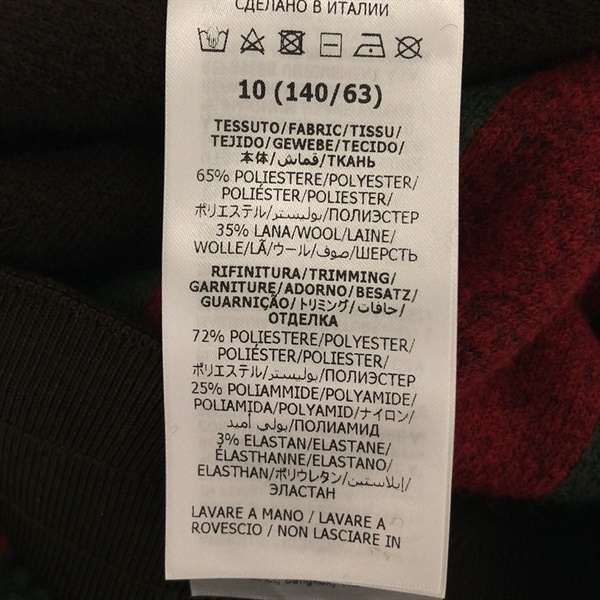 СДЕЛАНО В ИТАЛИИ
10 (140/63)
TESSUTO/FABRIC/TISSU/
TEJIDO/GEWEBE/TECIDO/
本体/قماش/ТКАНЬ
65% POLIESTERE/POLYESTER/
POLIÉSTER/POLIESTER/
ポリエステル/بوليستر/ПОЛИЭСТЕР
35% LANA/WOOL/LAINE/
WOLLE/LÃ/ウール/صوف/ШЕРСТЬ
RIFINITURA/TRIMMING/
GARNITURE/ADORNO/BESATZ/
GUARNIÇÃO/トリミング/حافات/
ОТДЕЛКА
72% POLIESTERE/POLYESTER/
POLIÉSTER/POLIESTER/
ポリエステル/بوليستر/ПОЛИЭСТЕР
25% POLIAMMIDE/POLYAMIDE/
POLIAMIDA/POLYAMID/ナイロン/
بولي أميد/ПОЛИАМИД
3% ELASTAN/ELASTANE/
ÉLASTHANNE/ELASTANO/
ELASTHAN/ポリウレタン/إيلاستين/
ЭЛАСТАН
LAVARE A MANO / LAVARE A
ROVESCIO / NON LASCIARE IN